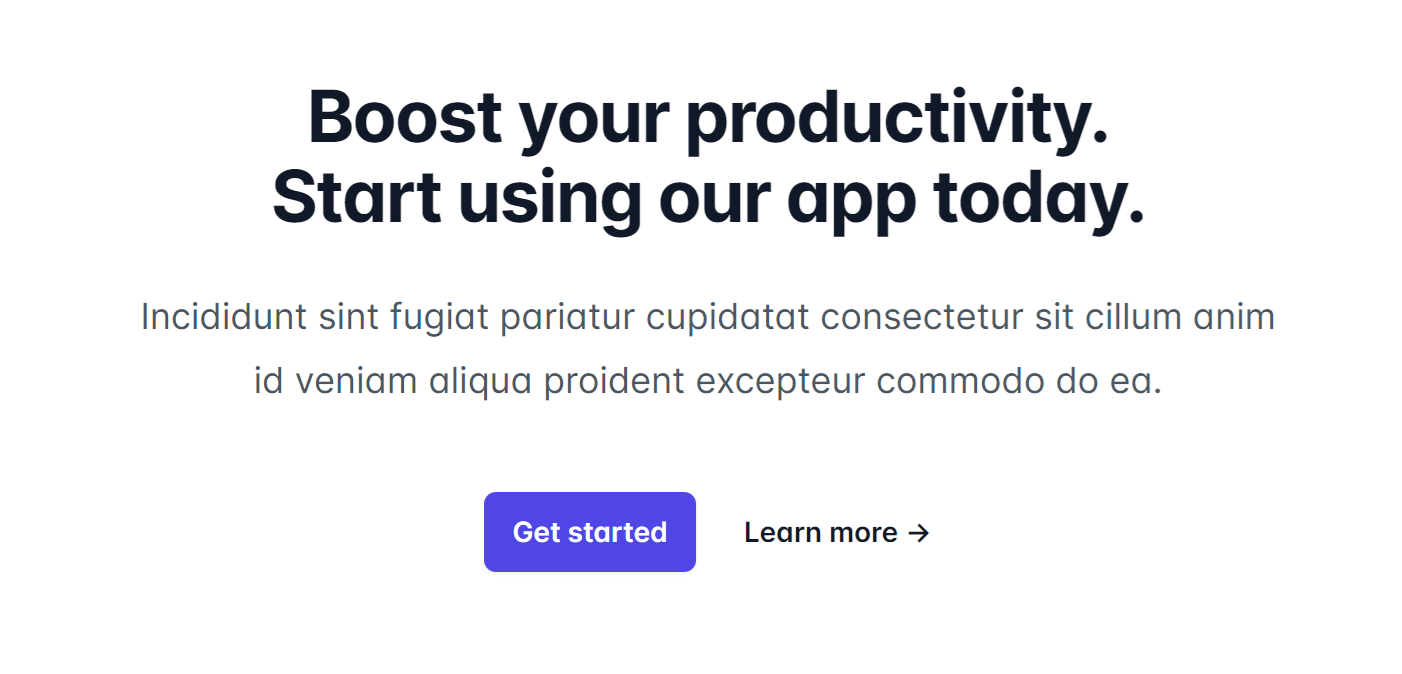 Boost your productivity.
Start using our app today.
Incididunt sint fugiat pariatur cupidatat consectetur sit cillum anim
id veniam aliqua proident excepteur commodo do ea.
Get started
Learn more →